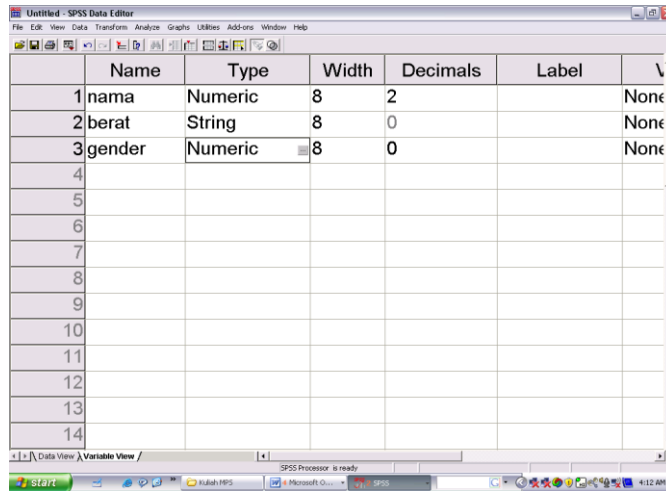 Untitled - SPSS Data Editor
File Edit View Data Transform Analyze Graphs Utilities Add-ons Window Help
Name Type Width Decimals Label
1 nama Numeric 8 2 None
2 berat String 8 0 None
3 gender Numeric 8 0 None
4
5
6
7
8
9
10
11
12
13
14
Data View Variable View
SPSS Processor is ready
start Kuliah MPS 4 Microsoft O... SPSS 4:12 AM